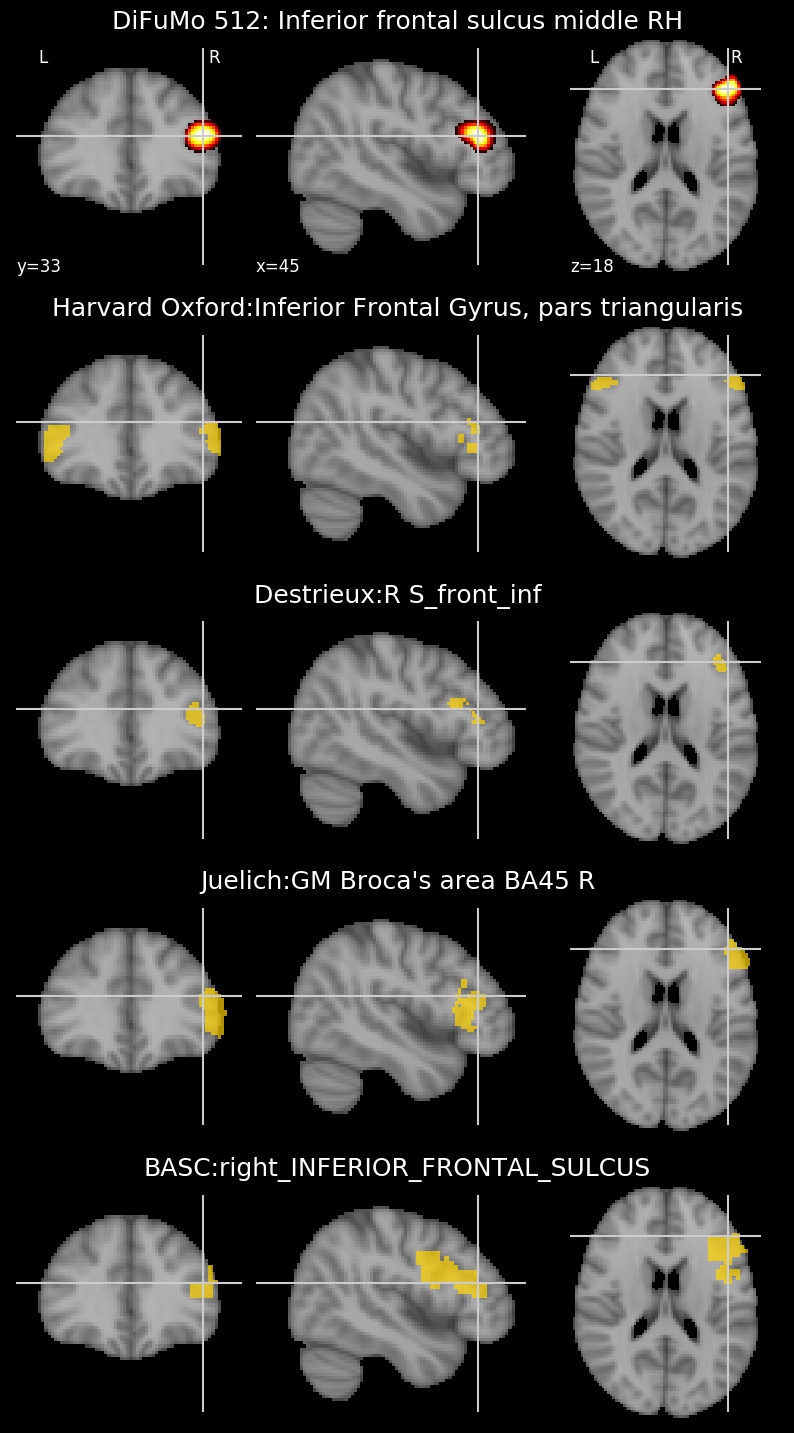 DiFuMo 512: Inferior frontal sulcus middle RH
L R L R
y=33 x=45 z=18
Harvard Oxford:Inferior Frontal Gyrus, pars triangularis
Destrieux:R S_front_inf
Juelich:GM Broca's area BA45 R
BASC:right_INFERIOR_FRONTAL_SULCUS